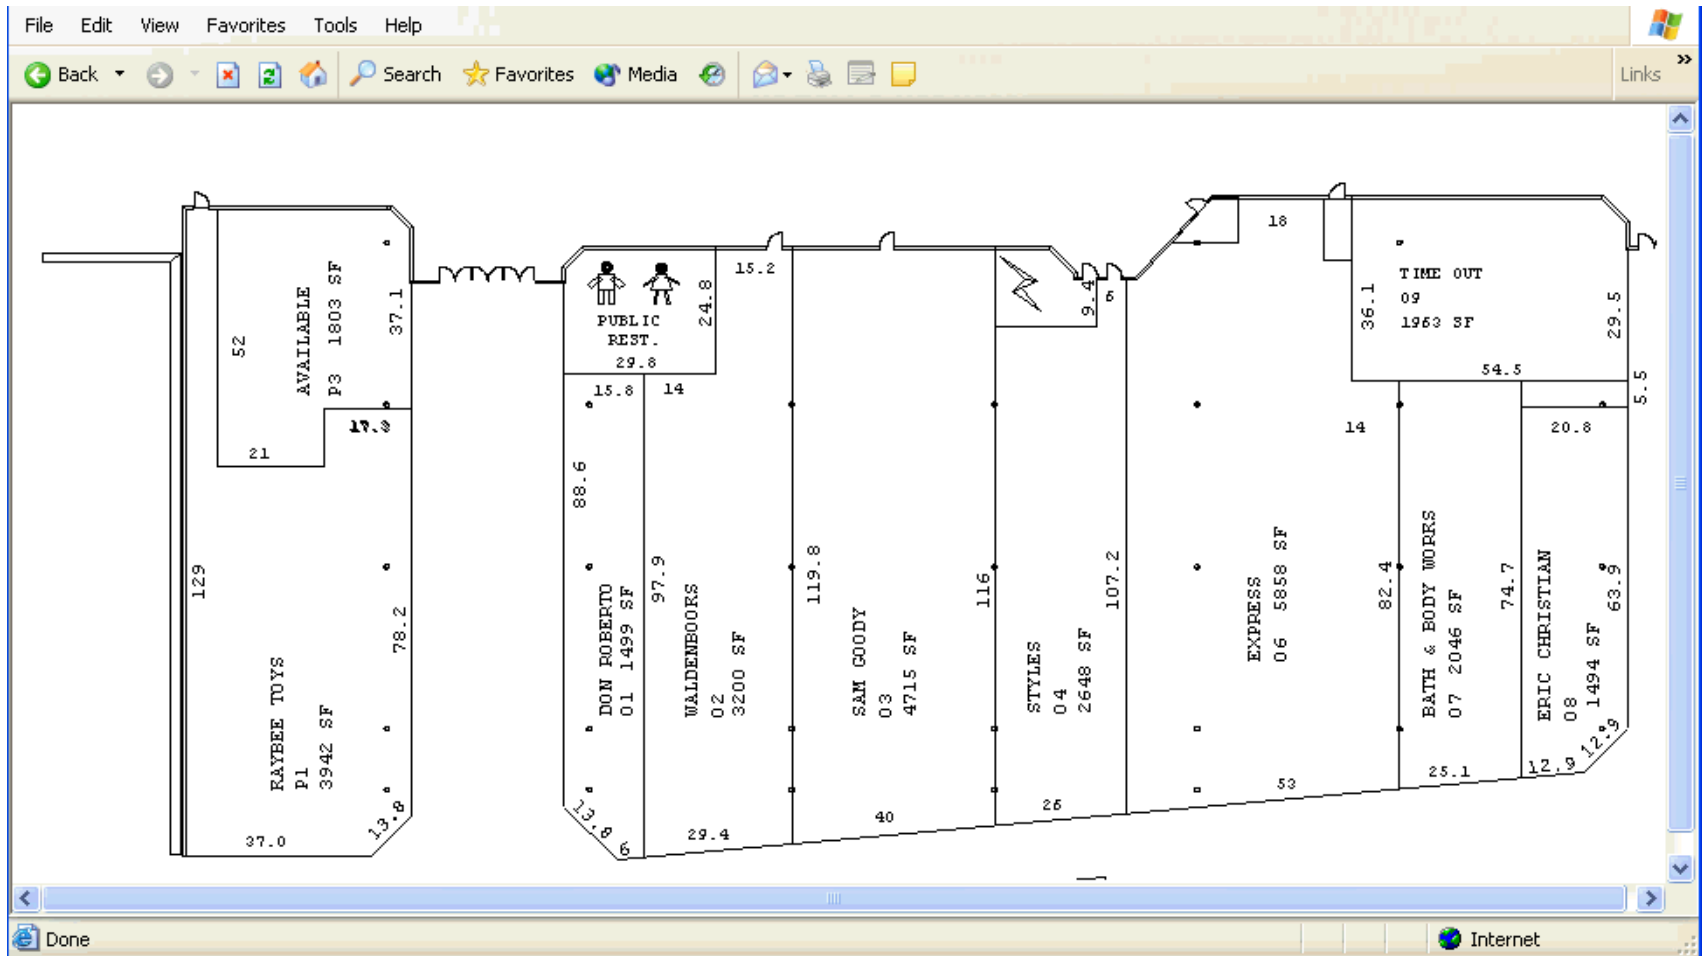 File Edit View Favorites Tools Help
Back Search Favorites Media Links »
52
AVAILABLE
P3 1803 SF
37.1
21
129
78.2
RAYBEE TOYS
P1
3942 SF
37.0
13.8
PUBLIC
REST.
24.8
29.8
15.8
14
88.6
DON ROBERTO
01 1499 SF
13.8
6
15.2
97.9
WALDENBOOKS
02
3200 SF
29.4
119.8
SAM GOODY
03
4715 SF
40
116
9.4
6
STYLES
04
2648 SF
107.2
26
18
14
EXPRESS
06 5858 SF
82.4
53
36.1
TIME OUT
09
1963 SF
29.5
54.5
5.5
BATH & BODY WORKS
07 2046 SF
74.7
25.1
20.8
ERIC CHRISTIAN
08
1494 SF
63.9
12.9
12.9
Done
Internet